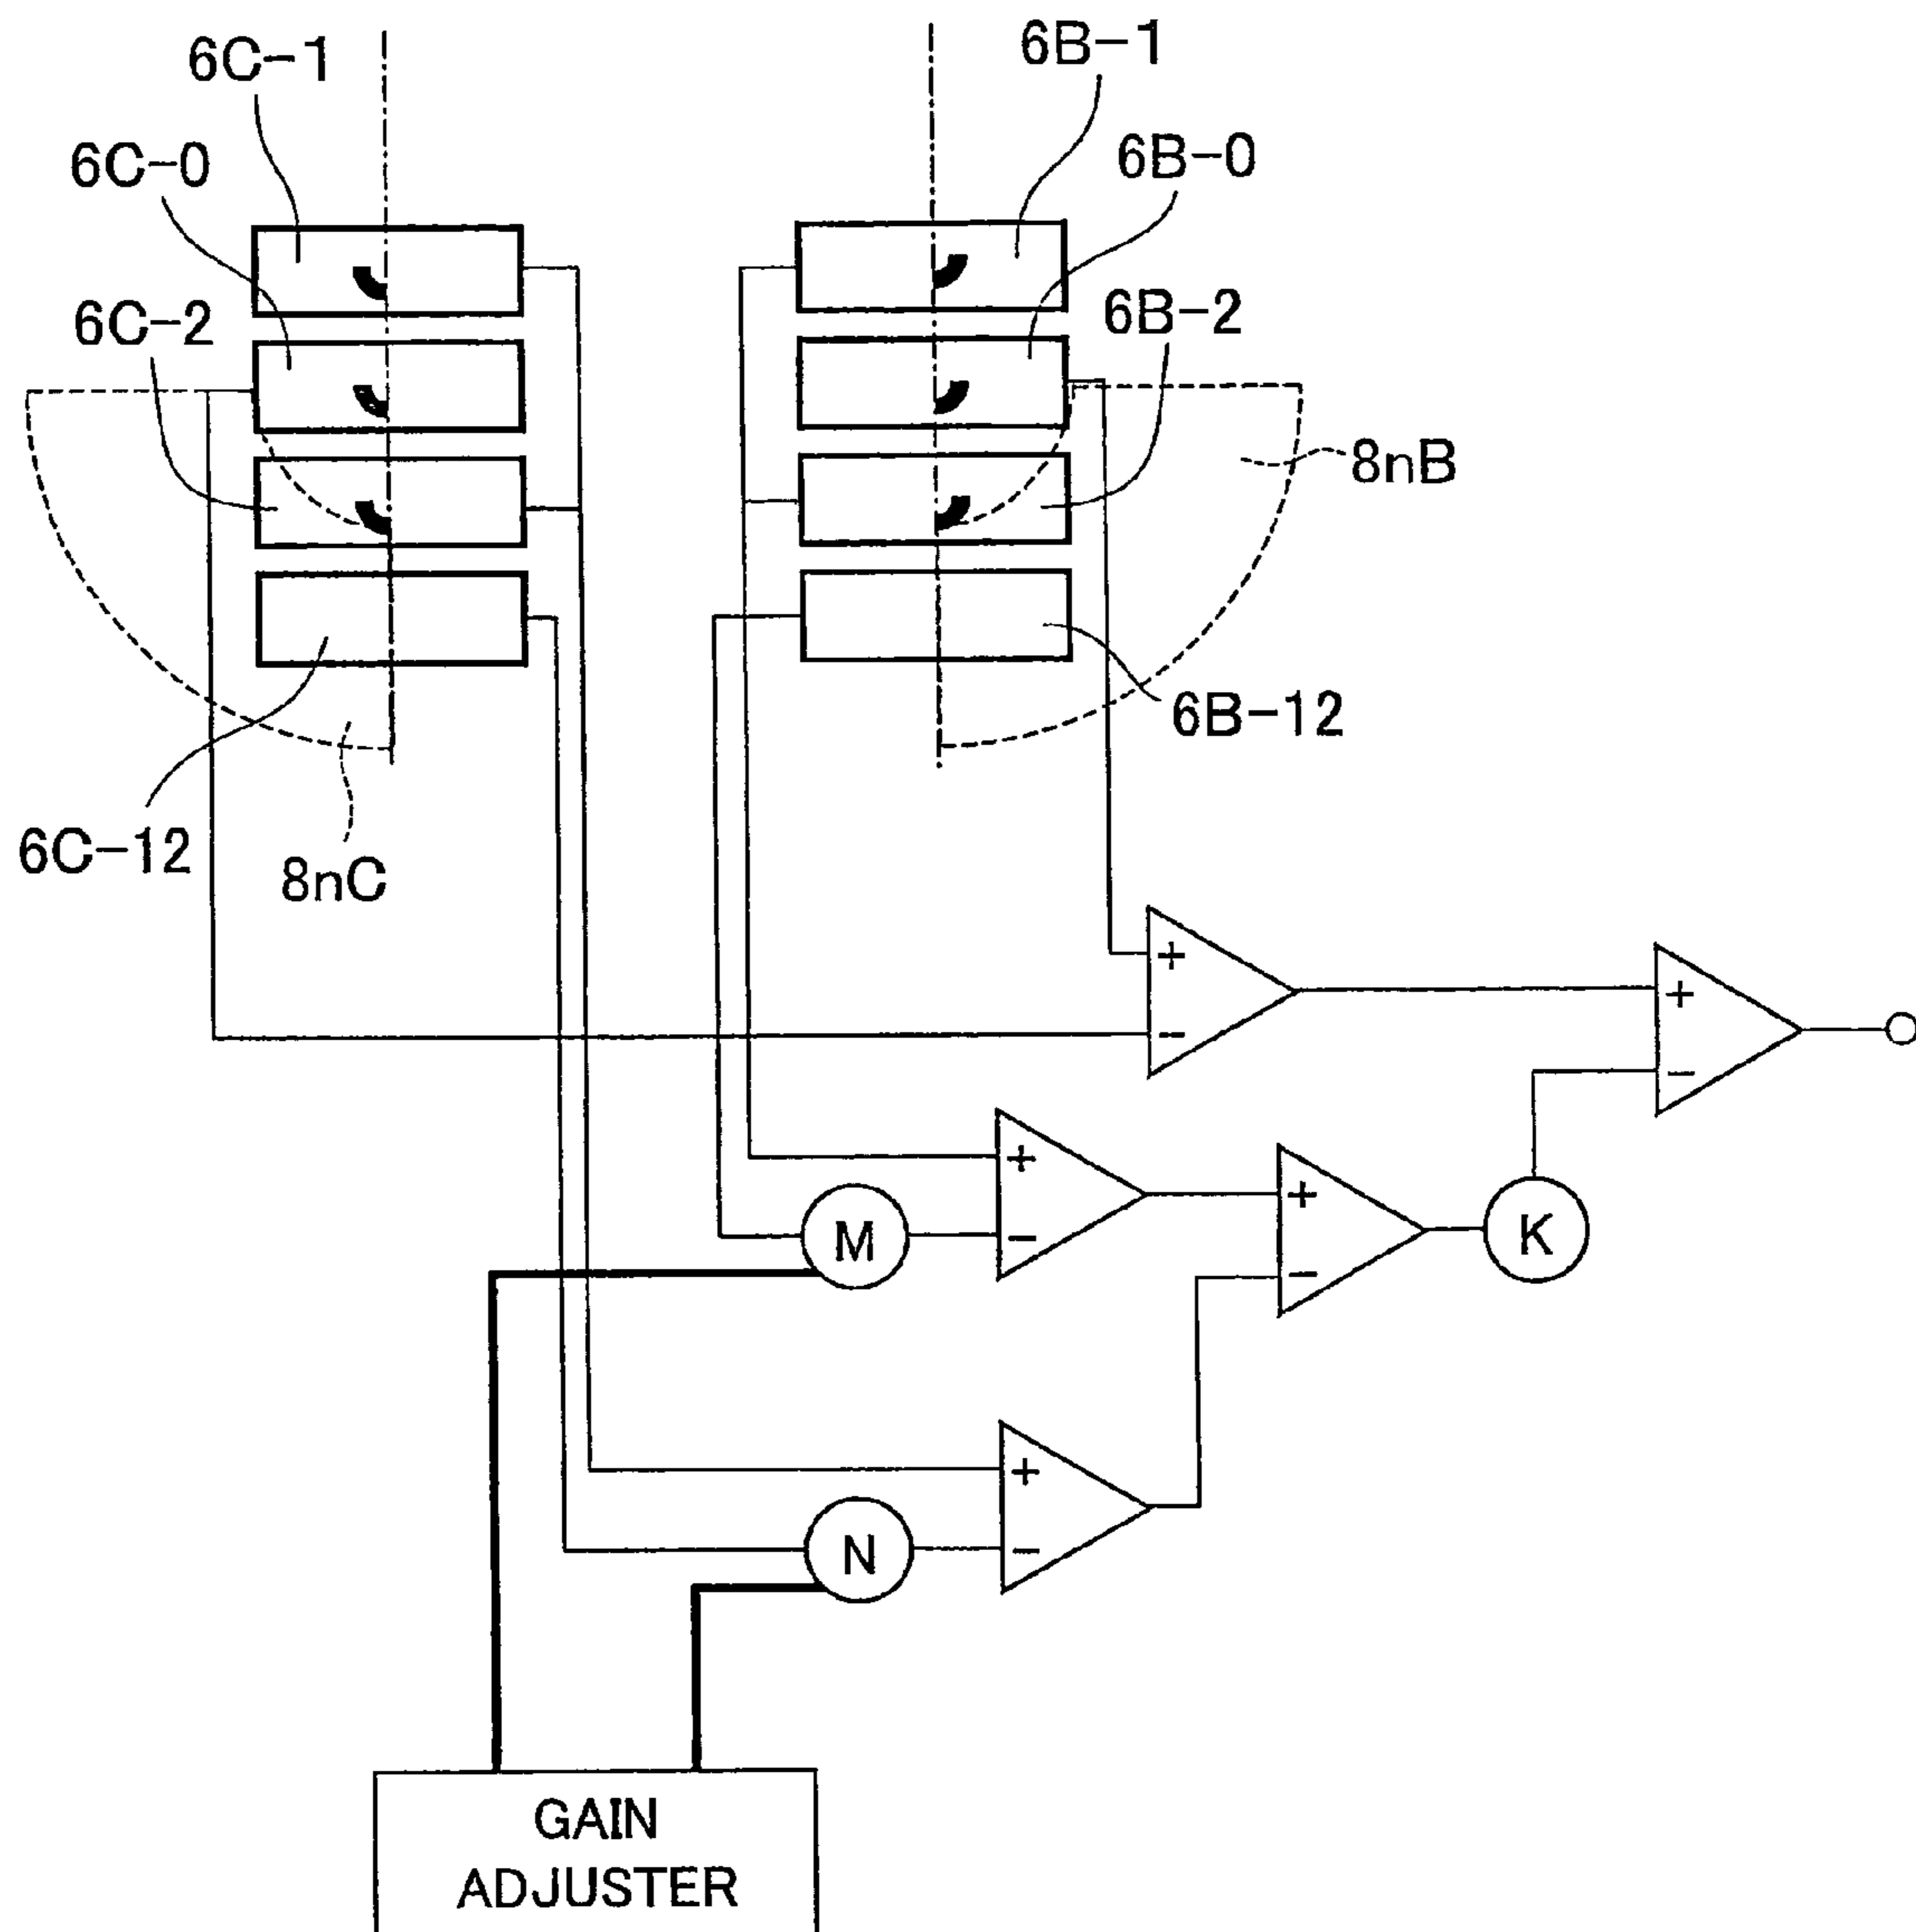 6C-1
6B-1
6C-0
6B-0
6C-2
6B-2
8nB
6B-12
6C-12
8nC
+
-
+
-
+
-
+
-
M
K
+
-
N
GAIN
ADJUSTER